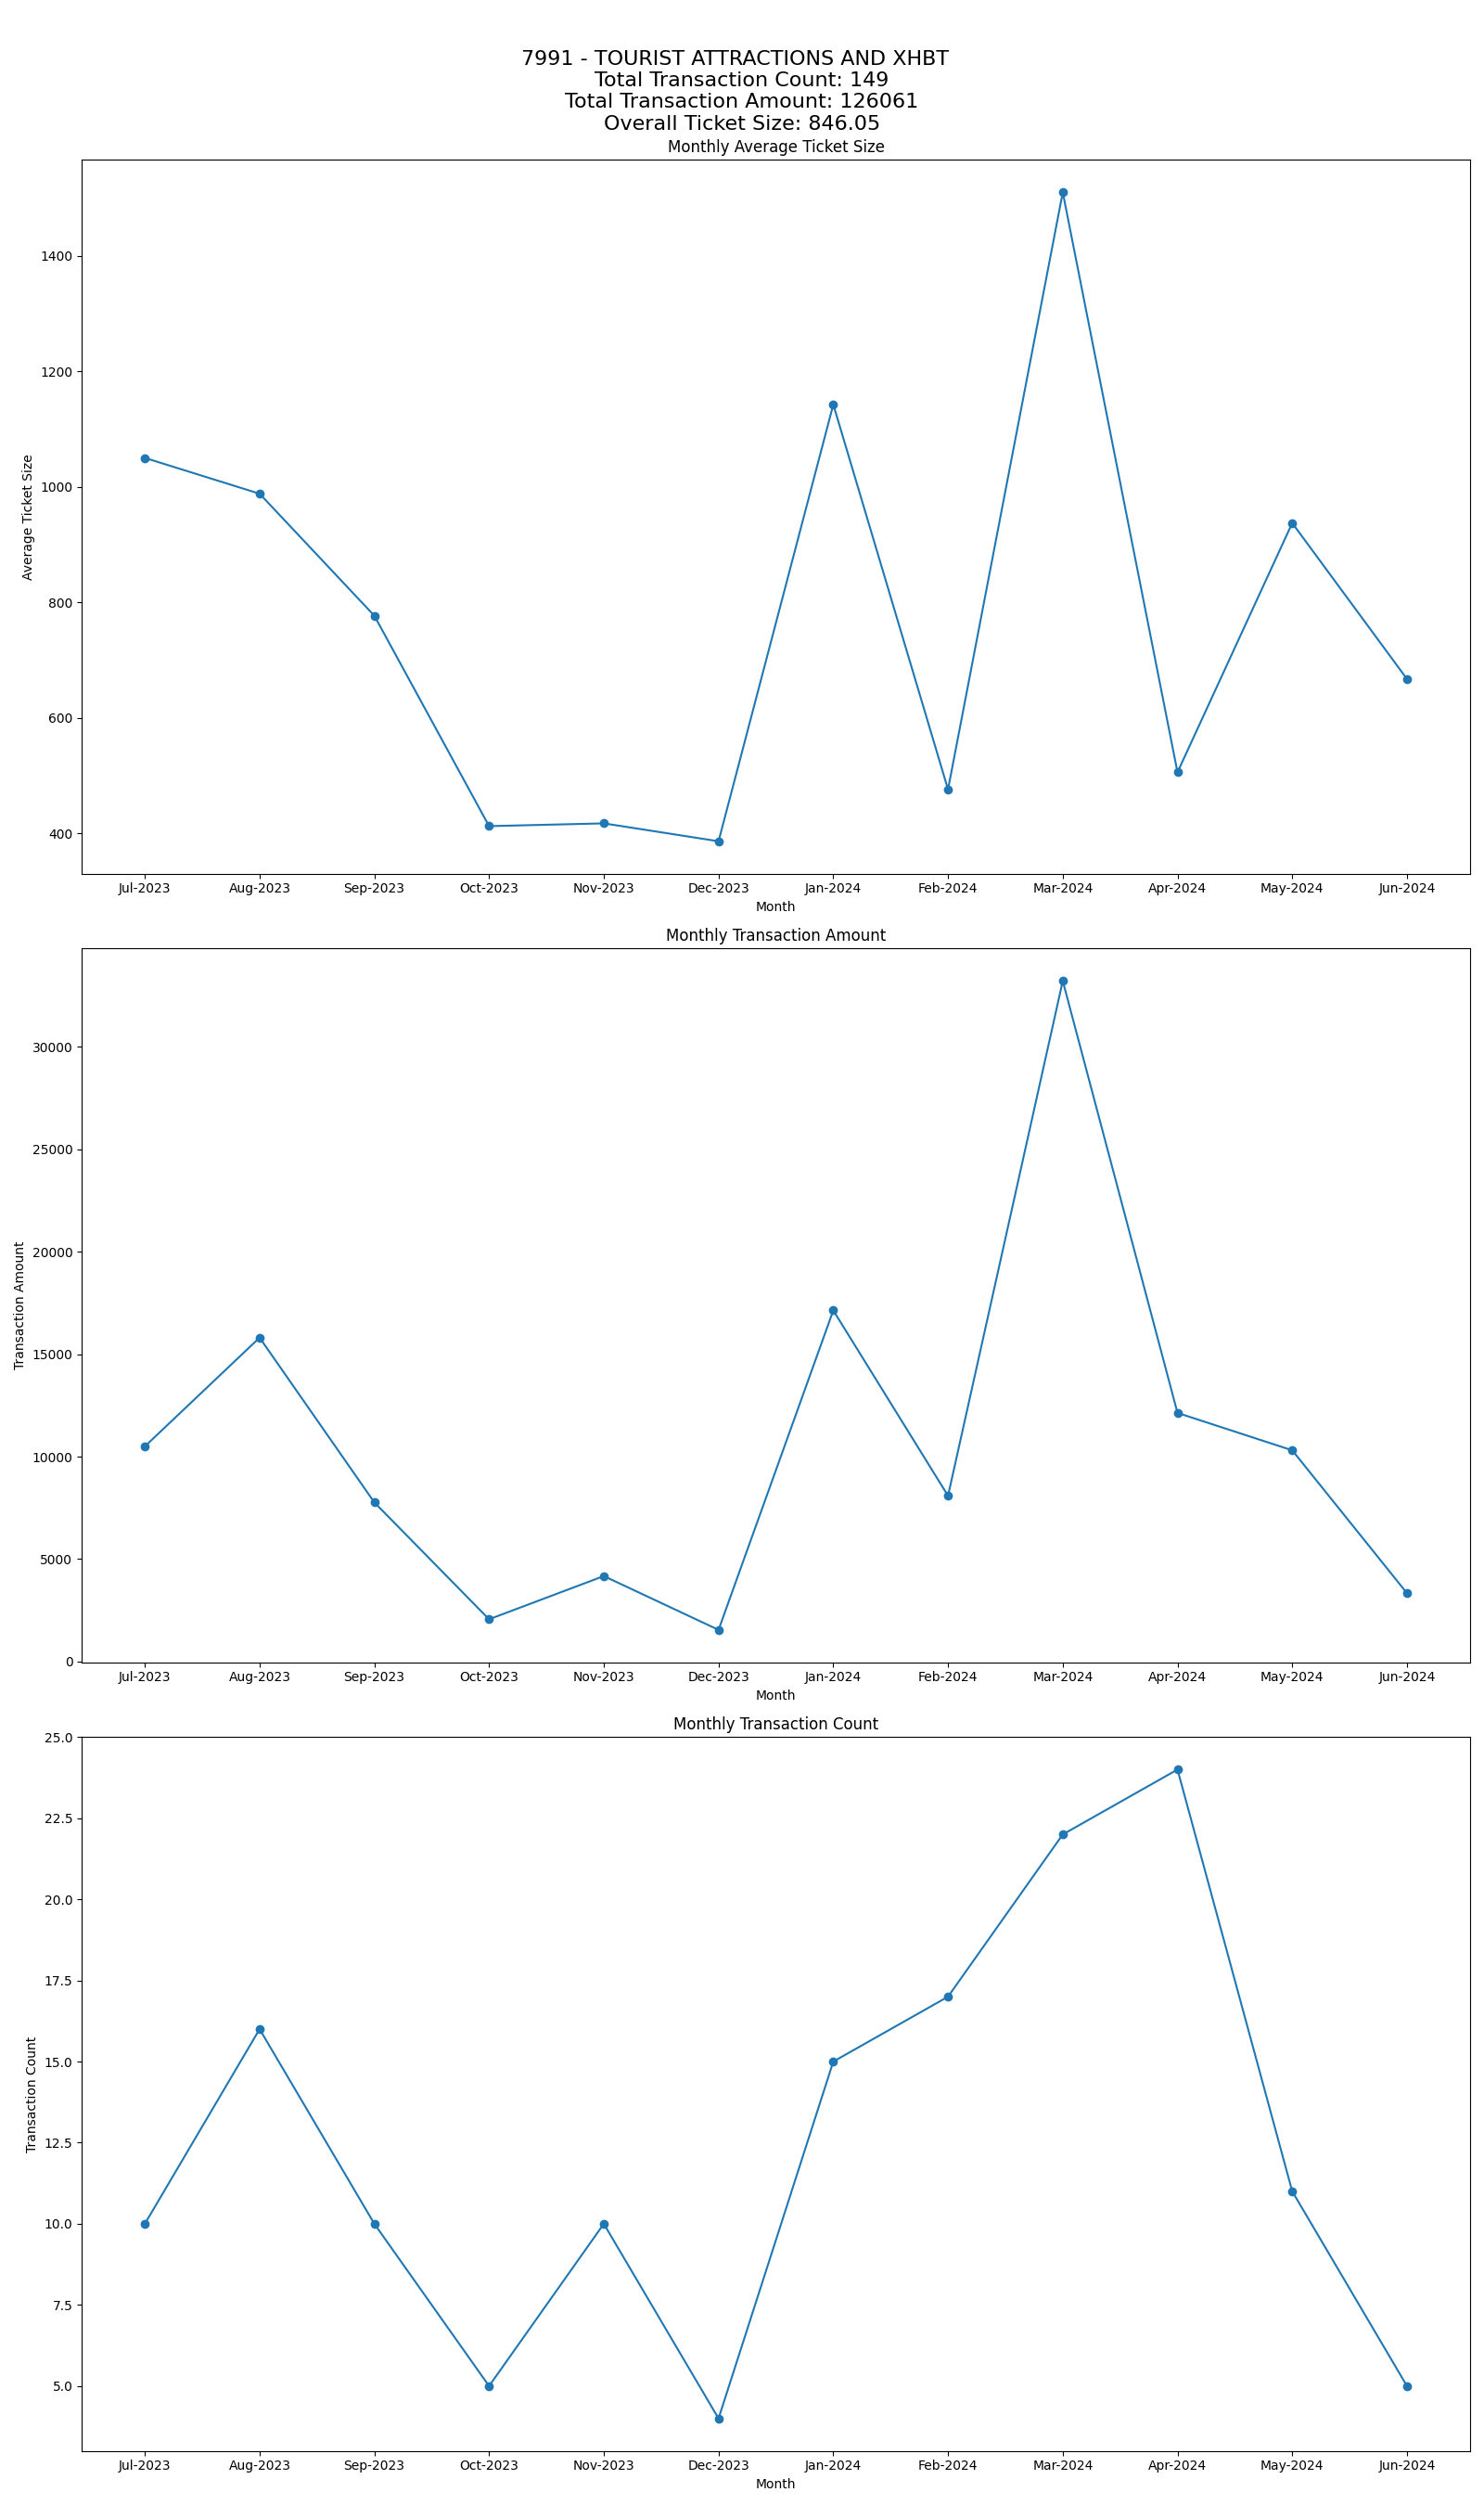 7991 - TOURIST ATTRACTIONS AND XHBT
Total Transaction Count: 149
Total Transaction Amount: 126061
Overall Ticket Size: 846.05
Monthly Average Ticket Size
1400
1200
1000
800
600
400
Average Ticket Size
Jul-2023 Aug-2023 Sep-2023 Oct-2023 Nov-2023 Dec-2023 Jan-2024 Feb-2024 Mar-2024 Apr-2024 May-2024 Jun-2024
Month
Monthly Transaction Amount
30000
25000
20000
15000
10000
5000
0
Transaction Amount
Jul-2023 Aug-2023 Sep-2023 Oct-2023 Nov-2023 Dec-2023 Jan-2024 Feb-2024 Mar-2024 Apr-2024 May-2024 Jun-2024
Month
Monthly Transaction Count
25.0
22.5
20.0
17.5
15.0
12.5
10.0
7.5
5.0
Transaction Count
Jul-2023 Aug-2023 Sep-2023 Oct-2023 Nov-2023 Dec-2023 Jan-2024 Feb-2024 Mar-2024 Apr-2024 May-2024 Jun-2024
Month